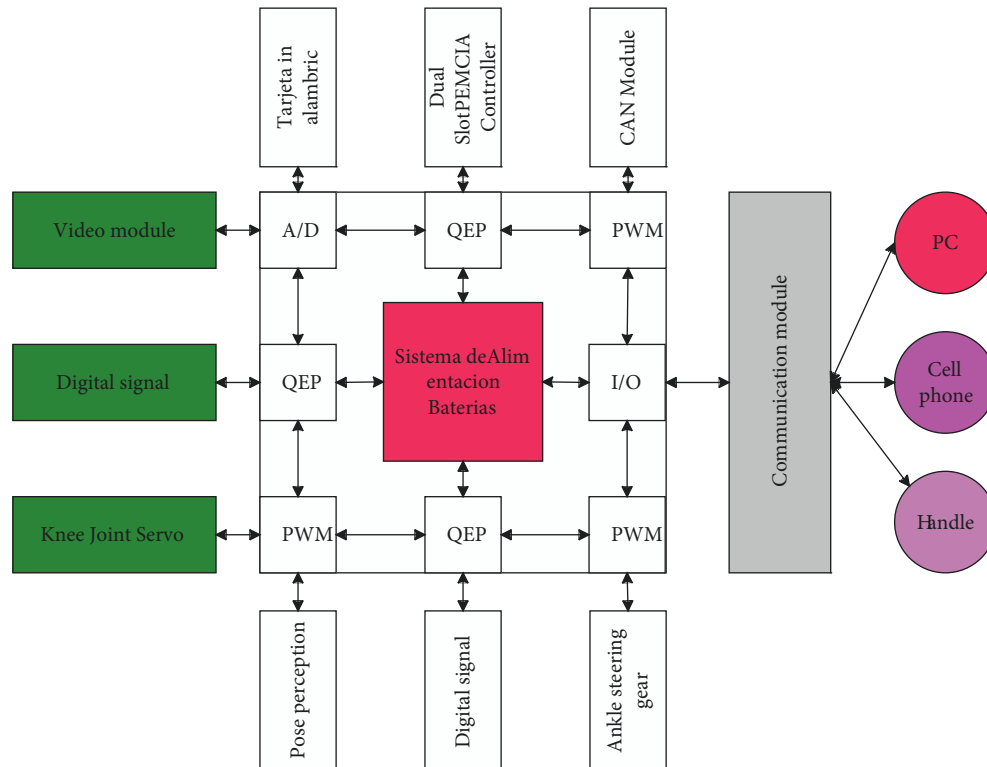 Tarjeta in
alambric
Dual
SlotPEMCIA
Controller
CAN Module
Video module
A/D
QEP
PWM
PC
Communication module
Digital signal
QEP
Sistema deAlim
entacion
Baterias
I/O
Cell
phone
Knee Joint Servo
PWM
QEP
PWM
Handle
Pose perception
Digital signal
Ankle steering
gear